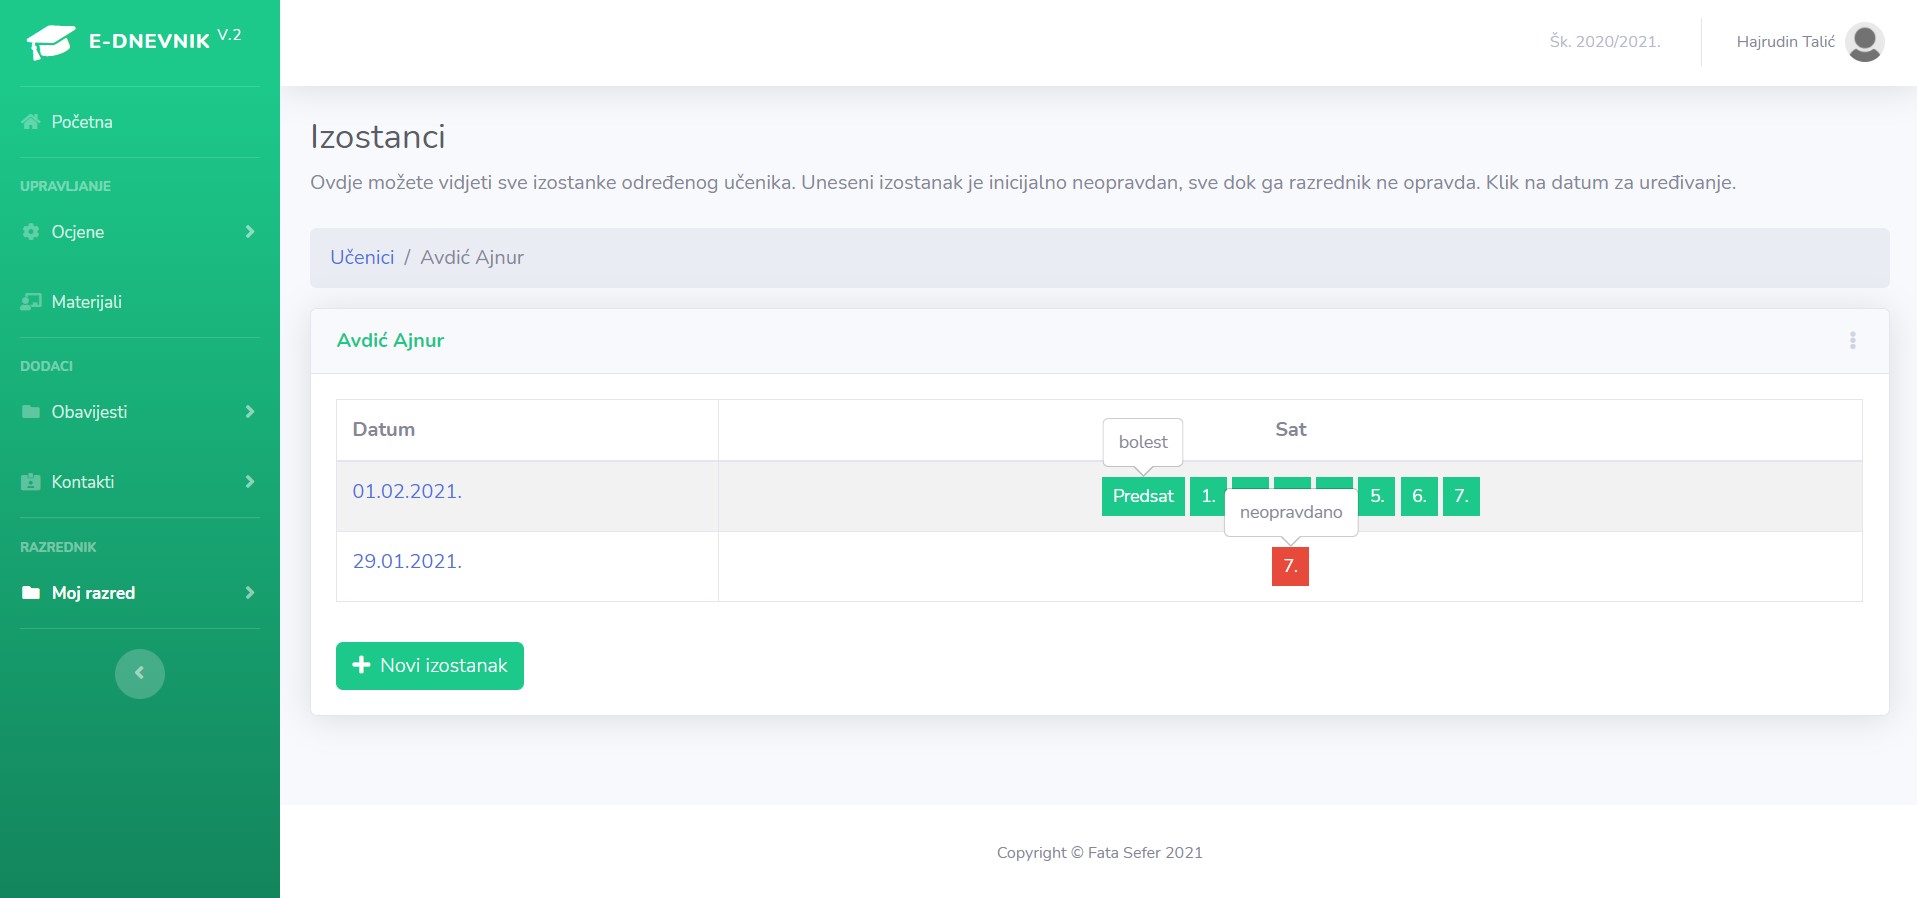 E-DNEVNIK V.2
Šk. 2020/2021.
Hajrudin Talić
Početna
UPRAVLJANJE
Ocjene
Materijali
DODACI
Obavijesti
Kontakti
RAZREDNIK
Moj razred
Izostanci
Ovdje možete vidjeti sve izostanke određenog učenika. Uneseni izostanak je inicijalno neopravdan, sve dok ga razrednik ne opravda. Klik na datum za uređivanje.
Učenici / Avdić Ajnur
Avdić Ajnur
Datum
Sat
bolest
01.02.2021.
Predsat 1. 5. 6. 7.
neopravdano
29.01.2021.
7.
Novi izostanak
Copyright © Fata Sefer 2021